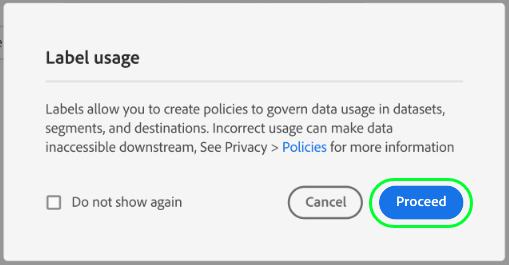 Label usage
Labels allow you to create policies to govern data usage in datasets,
segments, and destinations. Incorrect usage can make data
inaccessible downstream, See Privacy > Policies for more information
Do not show again
Cancel
Proceed